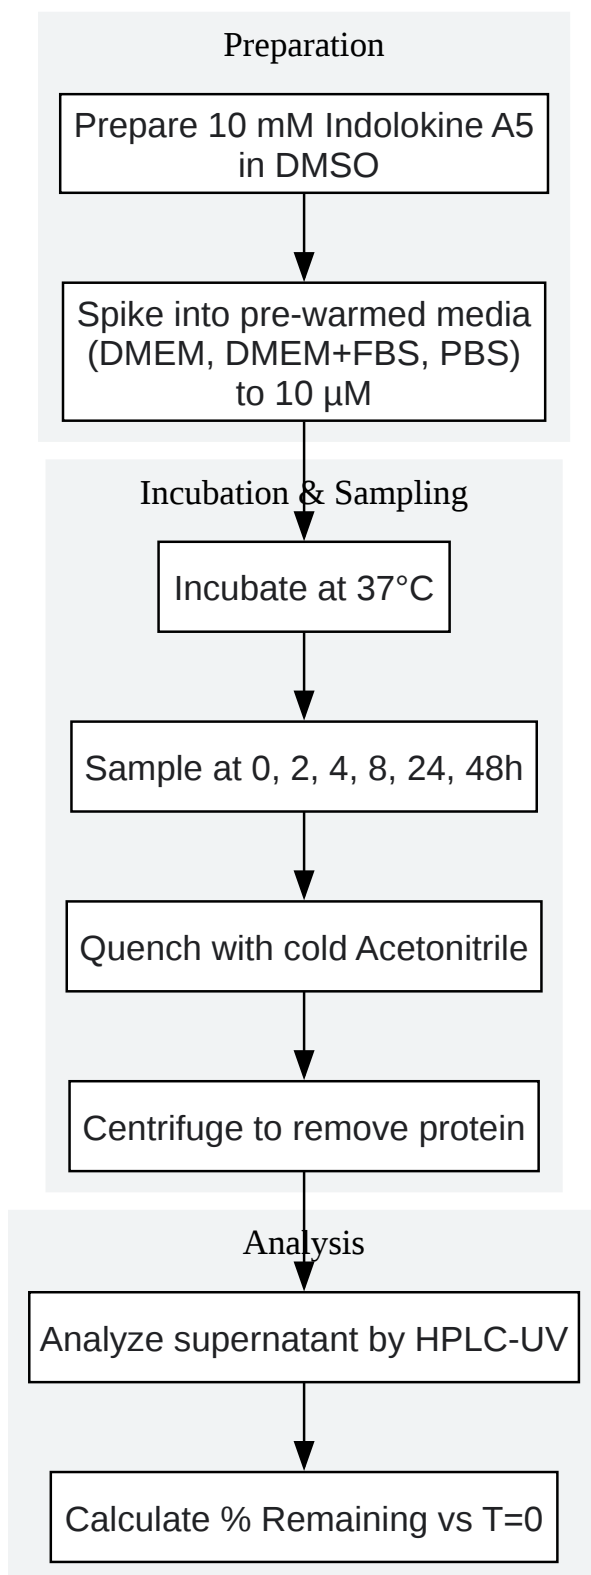 Preparation
Prepare 10 mM Indolokine A5
in DMSO
Spike into pre-warmed media
(DMEM, DMEM+FBS, PBS)
to 10 µM
Incubation & Sampling
Incubate at 37°C
Sample at 0, 2, 4, 8, 24, 48h
Quench with cold Acetonitrile
Centrifuge to remove protein
Analysis
Analyze supernatant by HPLC-UV
Calculate % Remaining vs T=0